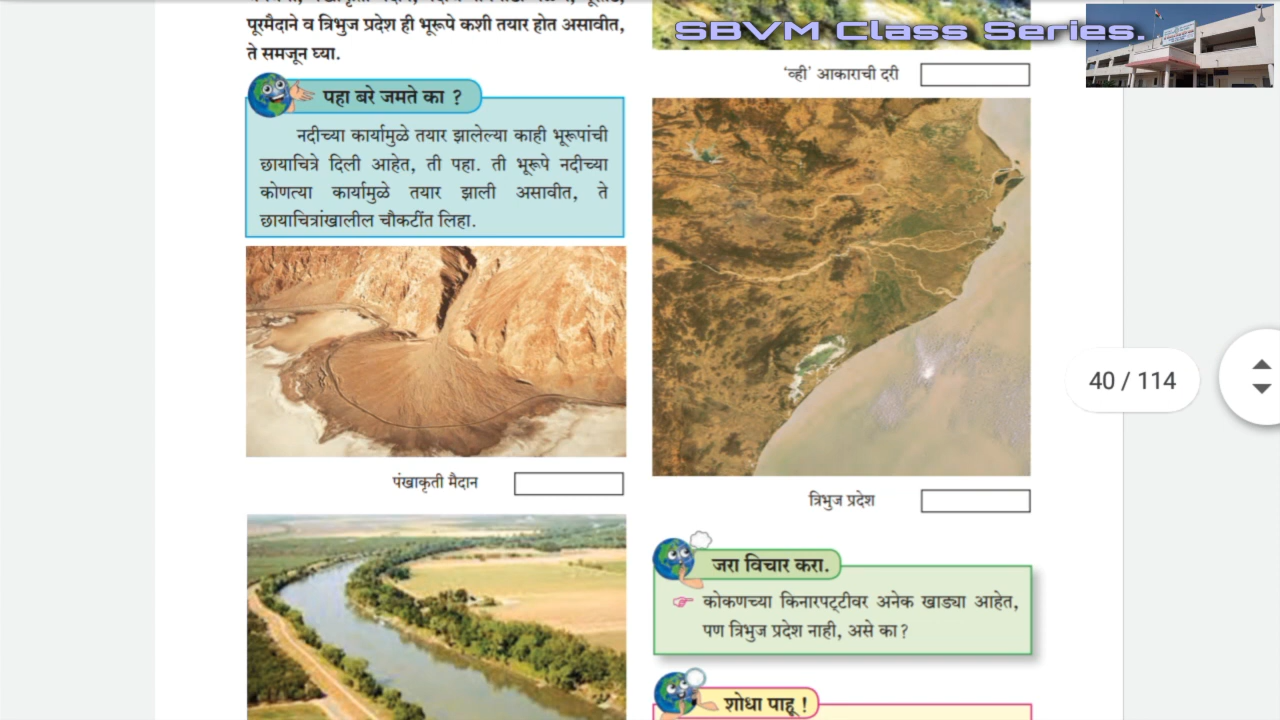 पूरमैदाने व त्रिभुज प्रदेश ही भूरूपे कशी तयार होत असावीत,
ते समजून घ्या.
पहा बरे जमते का ?
नदीच्या कार्यामुळे तयार झालेल्या काही भूरूपांची
छायाचित्रे दिली आहेत, ती पहा. ती भूरूपे नदीच्या
कोणत्या कार्यामुळे तयार झाली असावीत, ते
छायाचित्रांखालील चौकटींत लिहा.
पंखाकृती मैदान
SBVM Class Series.
‘व्ही’ आकाराची दरी
त्रिभुज प्रदेश
जरा विचार करा.
कोकणच्या किनारपट्टीवर अनेक खाड्या आहेत,
पण त्रिभुज प्रदेश नाही, असे का ?
शोधा पाहू !
40 / 114